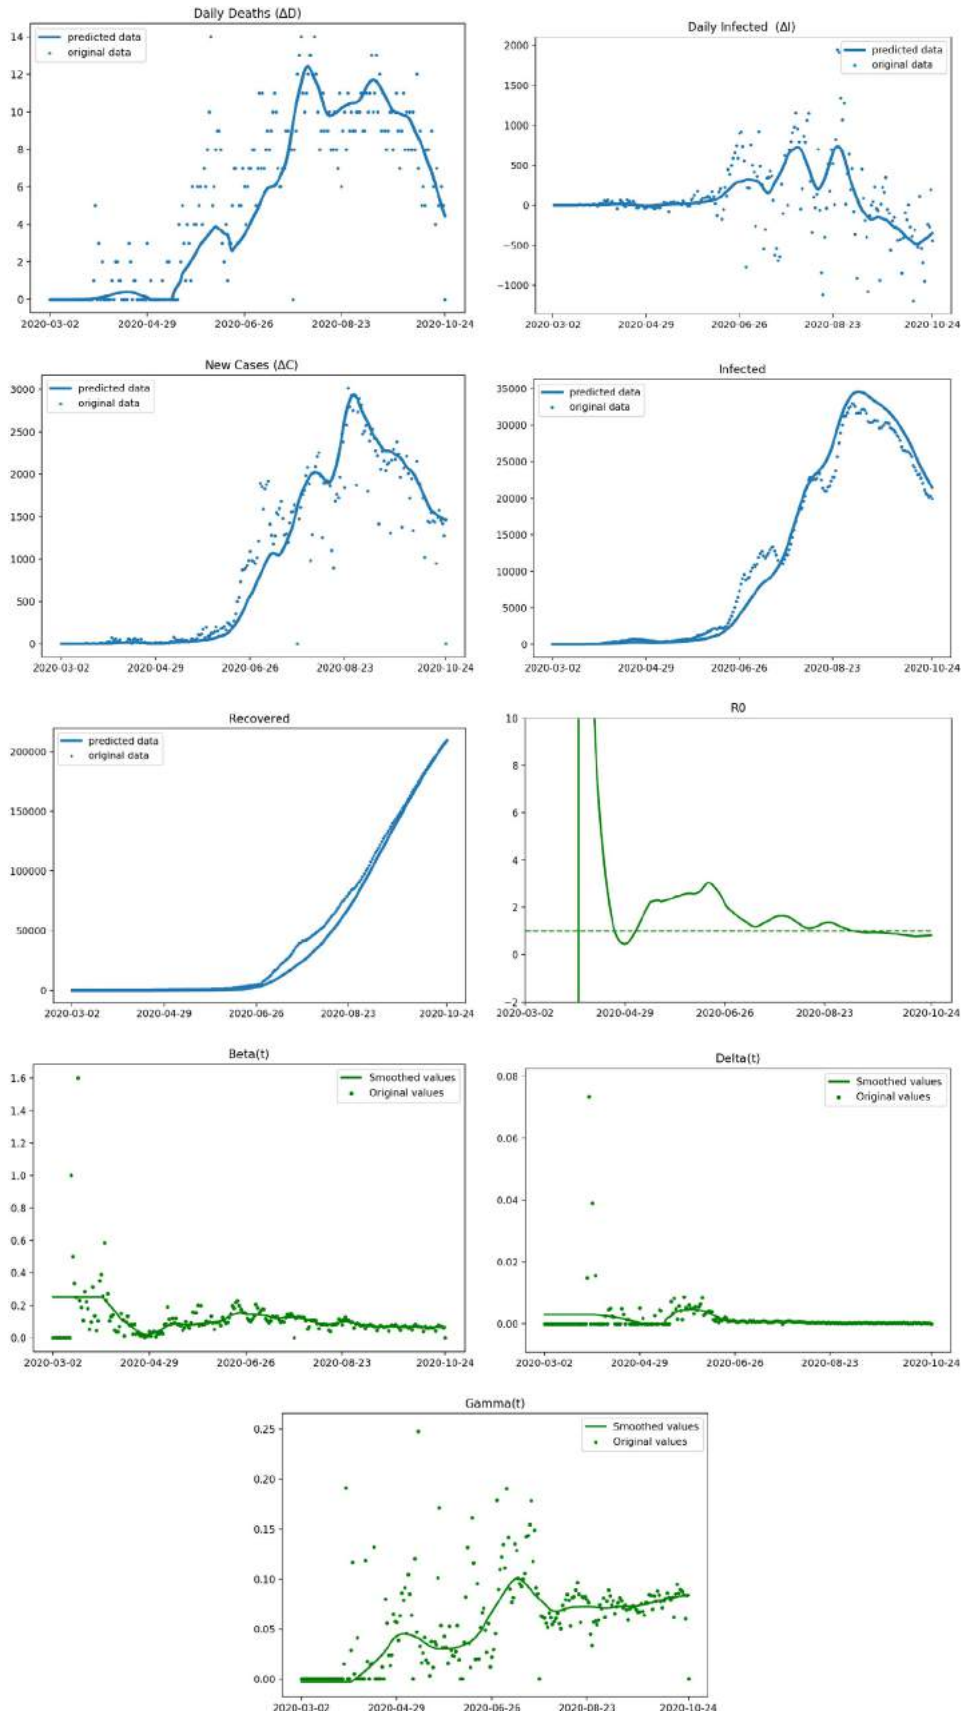 Daily Deaths (ΔD)
predicted data
original data
14
12
10
8
6
4
2
0
2020-03-02 2020-04-29 2020-06-26 2020-08-23 2020-10-24
Daily Infected (ΔI)
predicted data
original data
2000
1500
1000
500
0
−500
−1000
2020-03-02 2020-04-29 2020-06-26 2020-08-23 2020-10-24
New Cases (ΔC)
predicted data
original data
3000
2500
2000
1500
1000
500
0
2020-03-02 2020-04-29 2020-06-26 2020-08-23 2020-10-24
Infected
predicted data
original data
35000
30000
25000
20000
15000
10000
5000
0
2020-03-02 2020-04-29 2020-06-26 2020-08-23 2020-10-24
Recovered
predicted data
original data
200000
150000
100000
50000
0
2020-03-02 2020-04-29 2020-06-26 2020-08-23 2020-10-24
R0
10
8
6
4
2
0
−2
2020-03-02 2020-04-29 2020-06-26 2020-08-23 2020-10-24
Beta(t)
Smoothed values
Original values
1.6
1.4
1.2
1.0
0.8
0.6
0.4
0.2
0.0
2020-03-02 2020-04-29 2020-06-26 2020-08-23 2020-10-24
Delta(t)
Smoothed values
Original values
0.08
0.06
0.04
0.02
0.00
2020-03-02 2020-04-29 2020-06-26 2020-08-23 2020-10-24
Gamma(t)
Smoothed values
Original values
0.25
0.20
0.15
0.10
0.05
0.00
2020-03-02 2020-04-29 2020-06-26 2020-08-23 2020-10-24